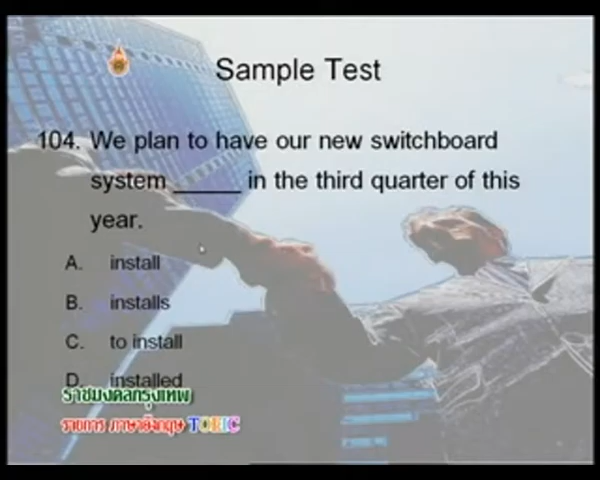 Sample Test
104. We plan to have our new switchboard
system _____ in the third quarter of this
year.
A. install
B. installs
C. to install
D. installed
ราชมงคลกรุงเทพ
รายการ ภาษาอังกฤษ TOEIC